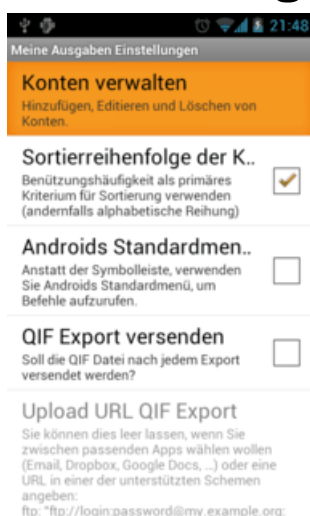 21:48
Meine Ausgaben Einstellungen
Konten verwalten
Hinzufügen, Editieren und Löschen von
Konten.
Sortierreihenfolge der K..
Benützungshäufigkeit als primäres
Kriterium für Sortierung verwenden
(andernfalls alphabetische Reihung)
Androids Standardmen..
Anstatt der Symbolleiste, verwenden
Sie Androids Standardmenü, um
Befehle aufzurufen.
QIF Export versenden
Soll die QIF Datei nach jedem Export
versendet werden?
Upload URL QIF Export
Sie können dies leer lassen, wenn Sie
zwischen passenden Apps wählen wollen
(Email, Dropbox, Google Docs, ...) oder eine
URL in einer der unterstützten Schemen
angeben:
ftp: "ftp://login:password@my.example.org: